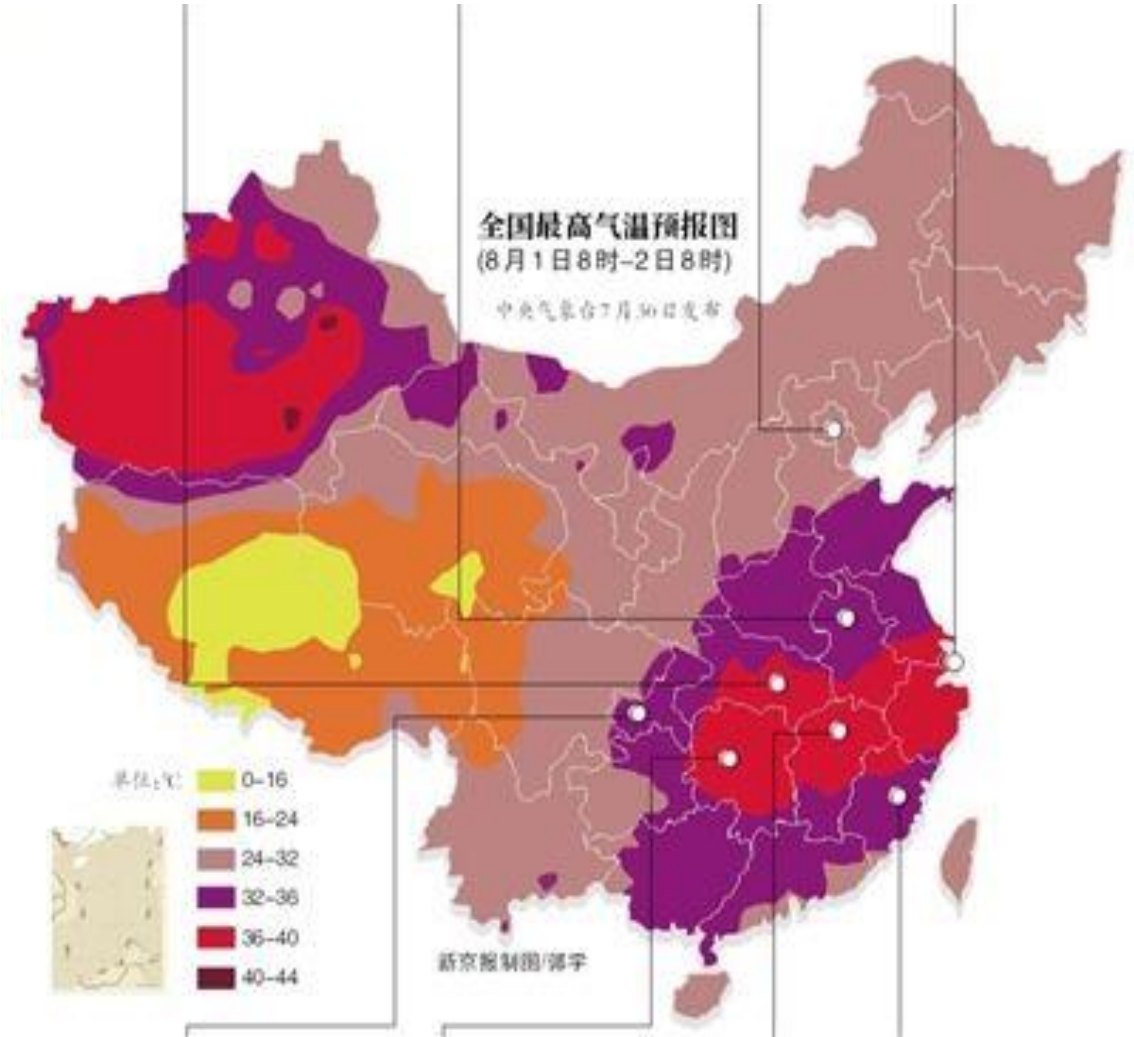 全国最高气温预报图
(8月1日8时-2日8时)
中央气象台7月30日发布
单位:℃
0-16
16-24
24-32
32-36
36-40
40-44
新京报制图/郭宇